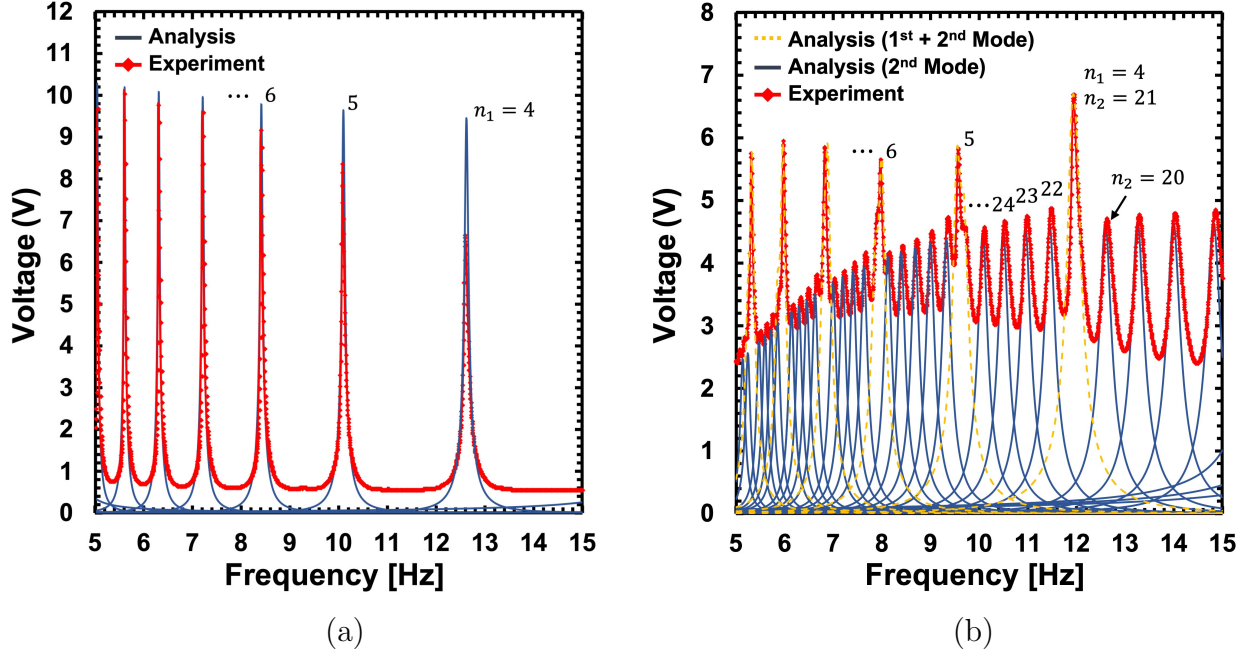 12
11
10
9
8
7
6
5
4
3
2
1
0
Voltage (V)
Analysis
Experiment
⋯ 6
5
n₁ = 4
5 6 7 8 9 10 11 12 13 14 15
Frequency [Hz]
(a)
8
7
6
5
4
3
2
1
0
Voltage (V)
Analysis (1ˢᵗ + 2ⁿᵈ Mode)
Analysis (2ⁿᵈ Mode)
Experiment
n₁ = 4
n₂ = 21
⋯ 6
5
n₂ = 20
⋯24 23 22
5 6 7 8 9 10 11 12 13 14 15
Frequency [Hz]
(b)